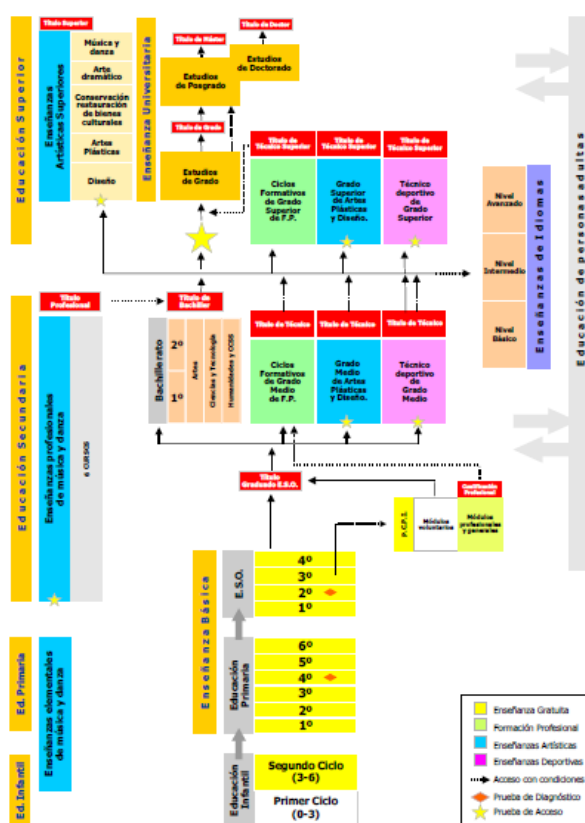 Título Superior
Título de Máster
Título de Doctor
Educación Superior
Enseñanzas
Artísticas Superiores
Música y
danza
Arte
dramático
Conservación
restauración
de bienes
culturales
Artes
Plásticas
Diseño
Enseñanza Universitaria
Estudios
de Posgrado
Estudios
de Doctorado
Título de Grado
Estudios
de Grado
Título de
Técnico Superior
Título de
Técnico Superior
Título de
Técnico Superior
Ciclos
Formativos
de Grado
Superior
de F.P.
Grado
Superior
de Artes
Plásticas
y Diseño.
Técnico
deportivo
de Grado
Superior
Nivel
Avanzado
Nivel
Intermedio
Nivel
Básico
Enseñanzas de Idiomas
Educación de personas adultas
Educación Secundaria
Título
Profesional
Enseñanzas profesionales
de música y danza
6 CURSOS
Título de
Bachiller
Bachillerato
2º
1º
Artes
Ciencias y Tecnología
Humanidades y CCSS
Título de Técnico
Título de Técnico
Título de Técnico
Ciclos
Formativos
de Grado
Medio
de F.P.
Grado
Medio
de Artes
Plásticas
y Diseño.
Técnico
deportivo
de Grado
Medio
Título
Graduado E.S.O.
Cualificación
Profesional
P.C.P.I.
Módulos
voluntarios
Módulos
profesionales
y generales
Enseñanza Básica
E.S.O.
4º
3º
2º
1º
Ed. Primaria
Enseñanzas elementales
de música y danza
Educación
Primaria
6º
5º
4º
3º
2º
1º
Ed. Infantil
Educación
Infantil
Segundo Ciclo
(3-6)
Primer Ciclo
(0-3)
Enseñanza Gratuita
Formación Profesional
Enseñanzas Artísticas
Enseñanzas Deportivas
Acceso con condiciones
Prueba de Diagnóstico
Prueba de Acceso